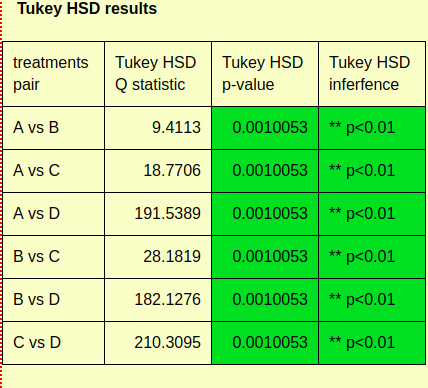 Tukey HSD results
treatments pair | Tukey HSD Q statistic | Tukey HSD p-value | Tukey HSD inferfence
A vs B | 9.4113 | 0.0010053 | ** p<0.01
A vs C | 18.7706 | 0.0010053 | ** p<0.01
A vs D | 191.5389 | 0.0010053 | ** p<0.01
B vs C | 28.1819 | 0.0010053 | ** p<0.01
B vs D | 182.1276 | 0.0010053 | ** p<0.01
C vs D | 210.3095 | 0.0010053 | ** p<0.01